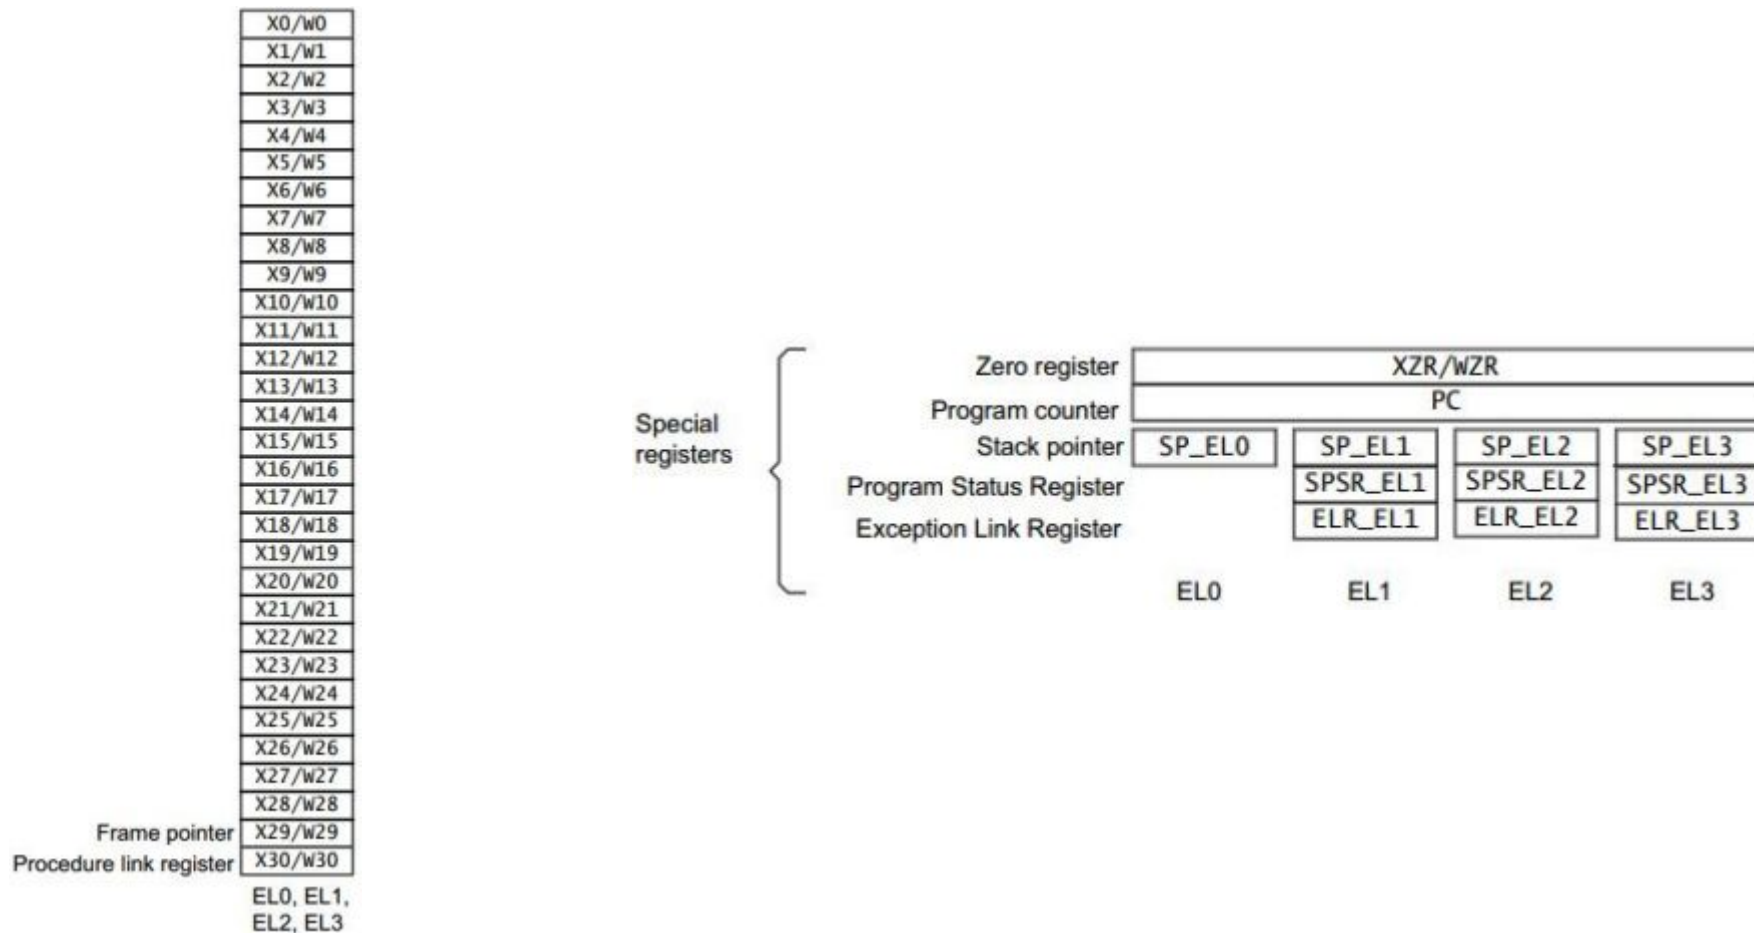 X0/W0
X1/W1
X2/W2
X3/W3
X4/W4
X5/W5
X6/W6
X7/W7
X8/W8
X9/W9
X10/W10
X11/W11
X12/W12
X13/W13
X14/W14
X15/W15
X16/W16
X17/W17
X18/W18
X19/W19
X20/W20
X21/W21
X22/W22
X23/W23
X24/W24
X25/W25
X26/W26
X27/W27
X28/W28
Frame pointer X29/W29
Procedure link register X30/W30
EL0, EL1,
EL2, EL3
Special
registers
Zero register XZR/WZR
Program counter PC
Stack pointer SP_EL0 SP_EL1 SP_EL2 SP_EL3
Program Status Register SPSR_EL1 SPSR_EL2 SPSR_EL3
Exception Link Register ELR_EL1 ELR_EL2 ELR_EL3
EL0 EL1 EL2 EL3